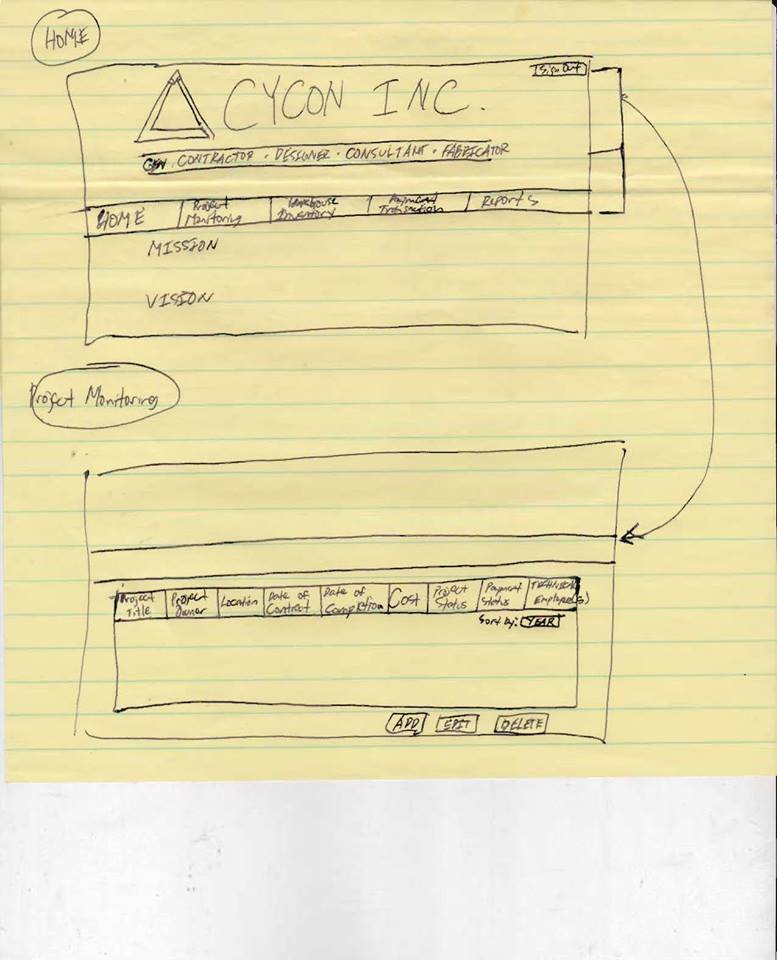 HOME
Sign Out
CYCON INC.
GEN. CONTRACTOR · DESIGNER · CONSULTANT · FABRICATOR
HOME
Project
Monitoring
Warehouse
Inventory
Payment
Transaction
Reports
MISSION
VISION
Project Monitoring
Project
Title
Project
Owner
Location
Date of
Contract
Date of
Completion
Cost
Project
Status
Payment
Status
TECHNICAL
Employee(s)
Sort by: YEAR
ADD
EDIT
DELETE